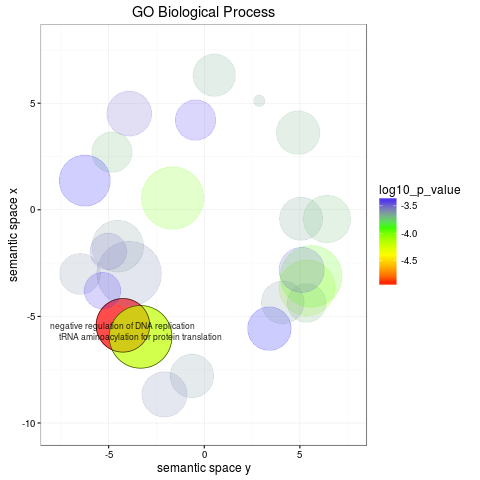 GO Biological Process
semantic space x
5
0
-5
-10
negative regulation of DNA replication
tRNA aminoacylation for protein translation
-5
0
5
semantic space y
log10_p_value
-3.5
-4.0
-4.5